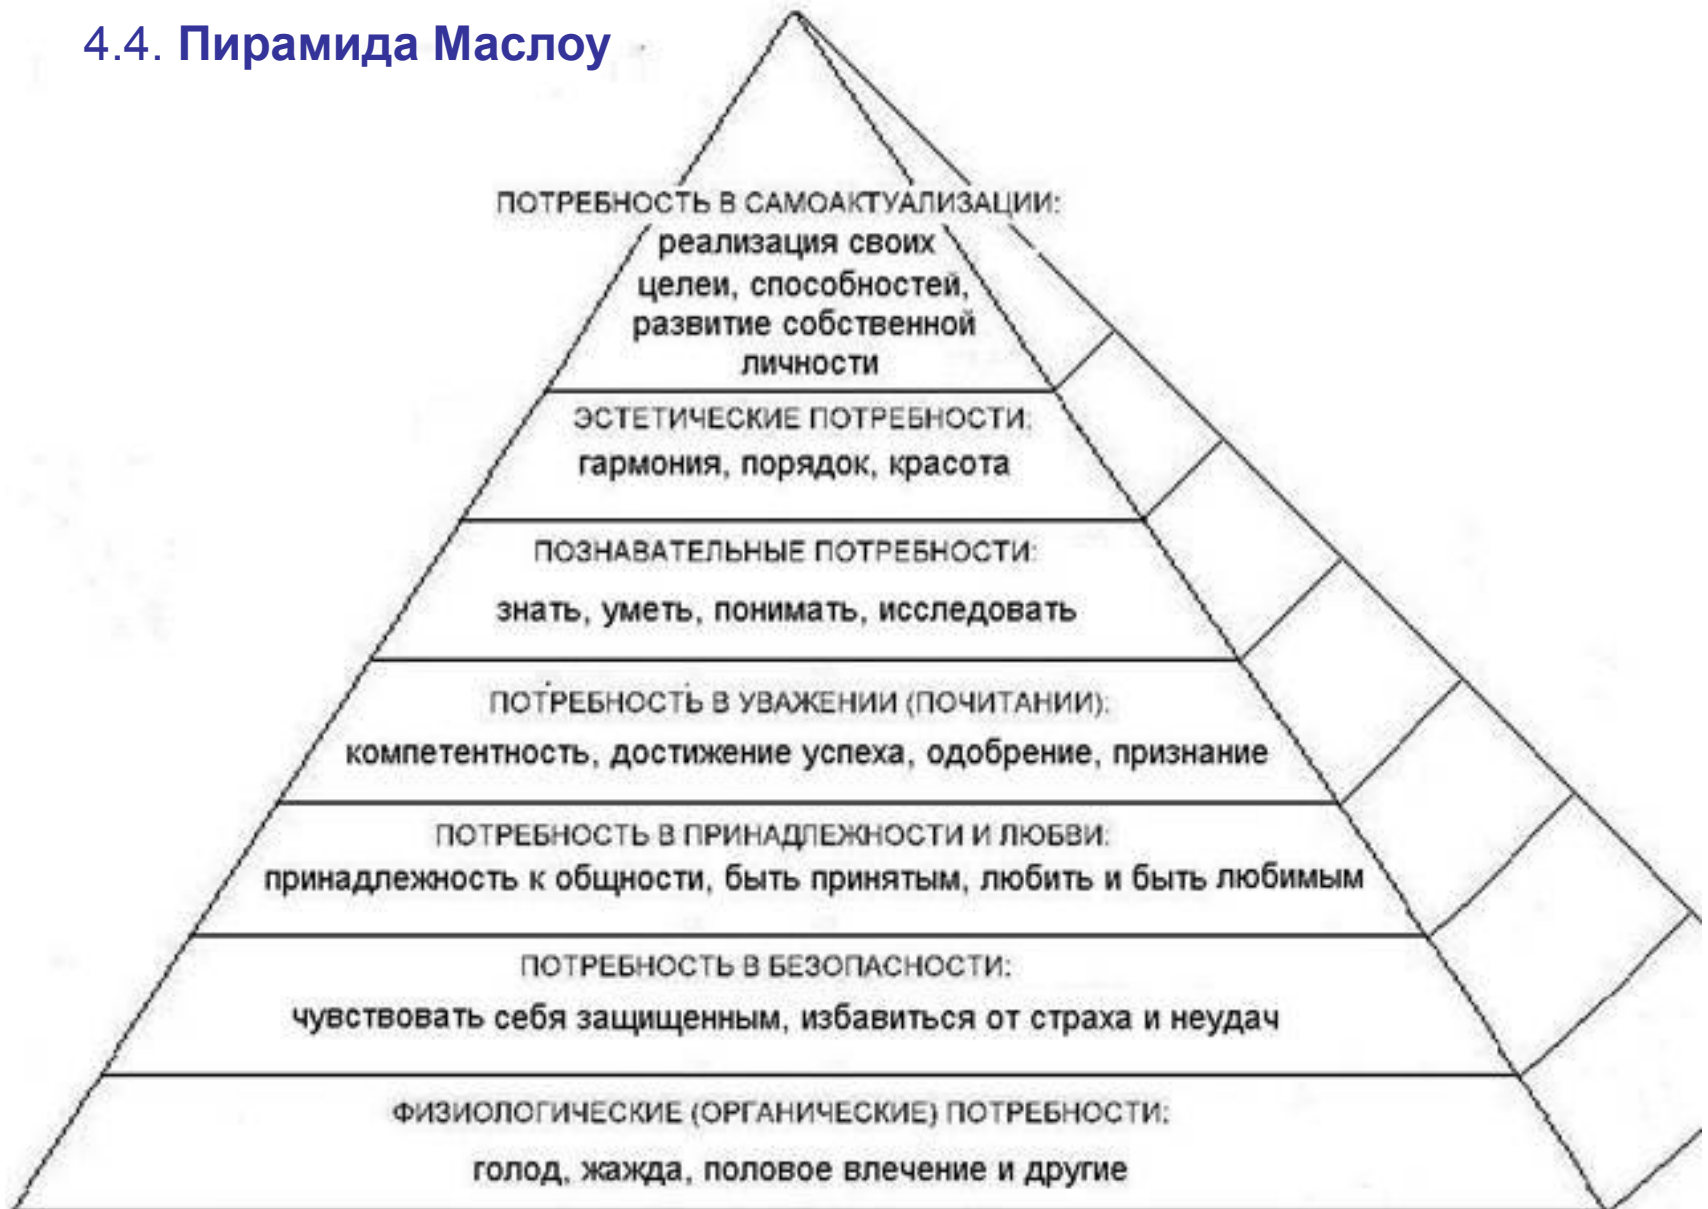 4.4. Пирамида Маслоу
ПОТРЕБНОСТЬ В САМОАКТУАЛИЗАЦИИ:
реализация своих
целеи, способностей,
развитие собственной
личности
ЭСТЕТИЧЕСКИЕ ПОТРЕБНОСТИ:
гармония, порядок, красота
ПОЗНАВАТЕЛЬНЫЕ ПОТРЕБНОСТИ:
знать, уметь, понимать, исследовать
ПОТРЕБНОСТЬ В УВАЖЕНИИ (ПОЧИТАНИИ):
компетентность, достижение успеха, одобрение, признание
ПОТРЕБНОСТЬ В ПРИНАДЛЕЖНОСТИ И ЛЮБВИ:
принадлежность к общности, быть принятым, любить и быть любимым
ПОТРЕБНОСТЬ В БЕЗОПАСНОСТИ:
чувствовать себя защищенным, избавиться от страха и неудач
ФИЗИОЛОГИЧЕСКИЕ (ОРГАНИЧЕСКИЕ) ПОТРЕБНОСТИ:
голод, жажда, половое влечение и другие